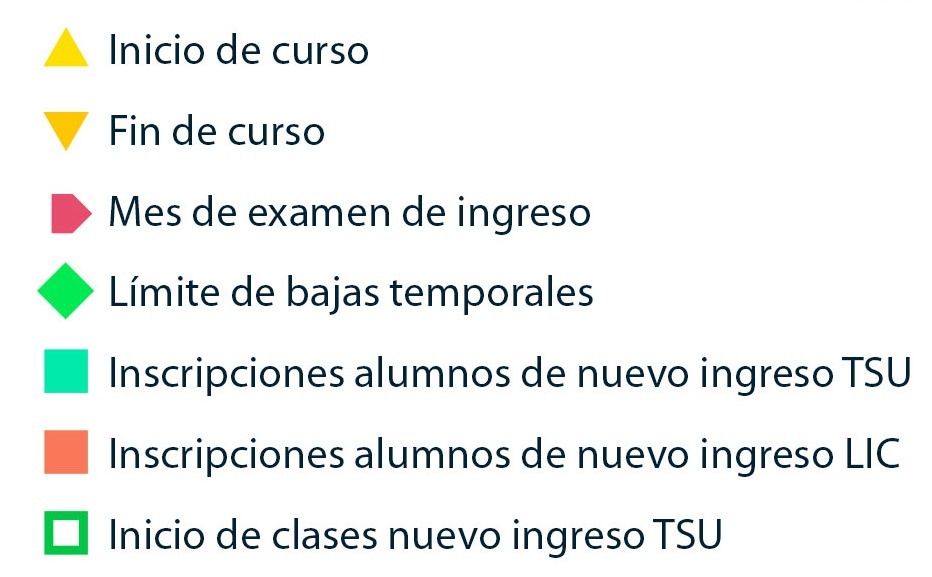 Inicio de curso
Fin de curso
Mes de examen de ingreso
Límite de bajas temporales
Inscripciones alumnos de nuevo ingreso TSU
Inscripciones alumnos de nuevo ingreso LIC
Inicio de clases nuevo ingreso TSU